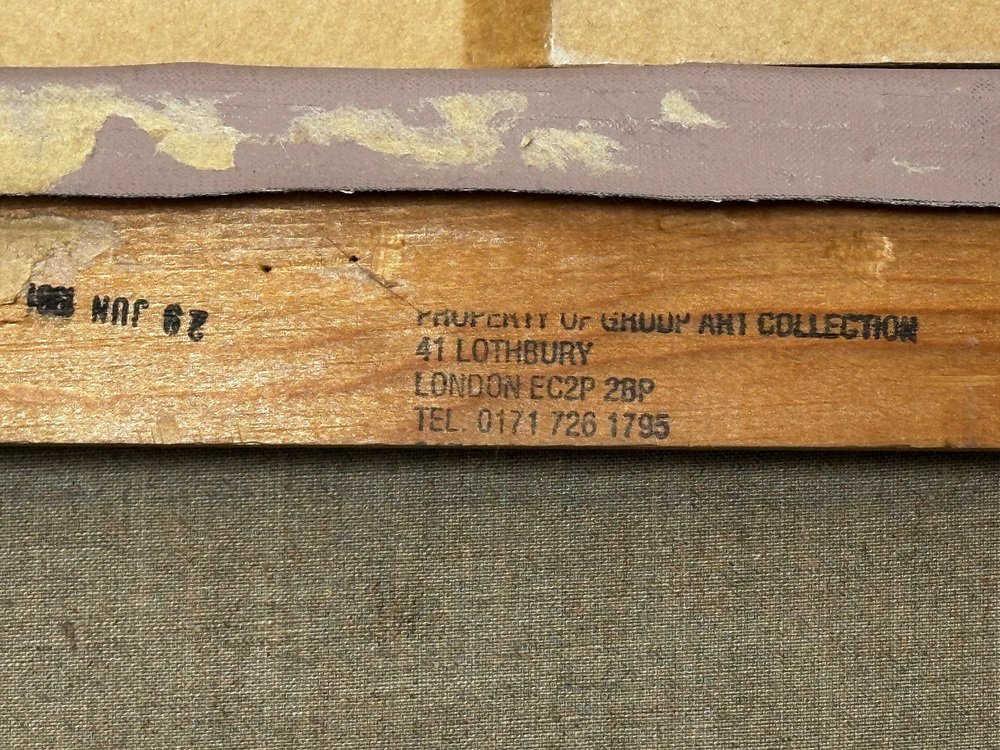 29 JUN
PROPERTY OF GROUP ART COLLECTION
41 LOTHBURY
LONDON EC2P 2BP
TEL. 0171 726 1795